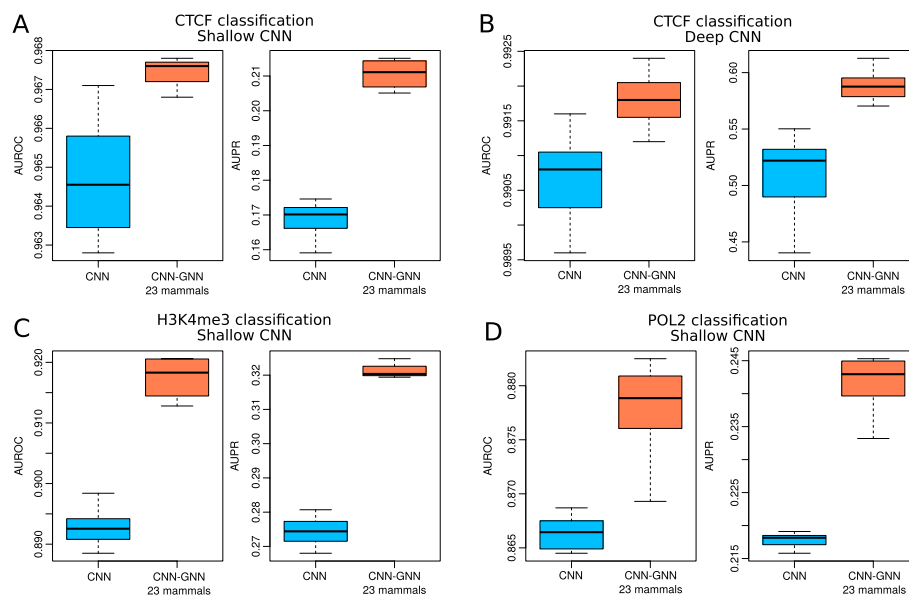 A
CTCF classification
Shallow CNN
AUROC
0.963
0.964
0.965
0.966
0.967
0.968
CNN
CNN-GNN
23 mammals
AUPR
0.16
0.17
0.18
0.19
0.20
0.21
CNN
CNN-GNN
23 mammals
B
CTCF classification
Deep CNN
AUROC
0.9895
0.9905
0.9915
0.9925
CNN
CNN-GNN
23 mammals
AUPR
0.45
0.50
0.55
0.60
CNN
CNN-GNN
23 mammals
C
H3K4me3 classification
Shallow CNN
AUROC
0.890
0.900
0.910
0.920
CNN
CNN-GNN
23 mammals
AUPR
0.27
0.28
0.29
0.30
0.31
0.32
CNN
CNN-GNN
23 mammals
D
POL2 classification
Shallow CNN
AUROC
0.865
0.870
0.875
0.880
CNN
CNN-GNN
23 mammals
AUPR
0.215
0.225
0.235
0.245
CNN
CNN-GNN
23 mammals